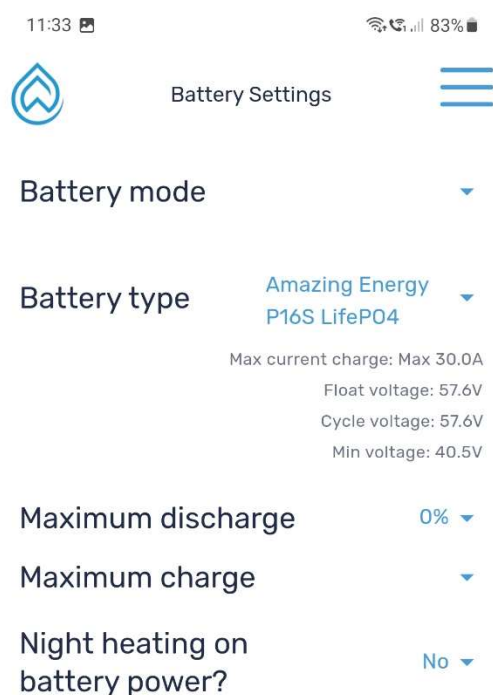 11:33 83%
Battery Settings
Battery mode
Battery type
Amazing Energy
P16S LifePO4
Max current charge: Max 30.0A
Float voltage: 57.6V
Cycle voltage: 57.6V
Min voltage: 40.5V
Maximum discharge 0%
Maximum charge
Night heating on
battery power?
No